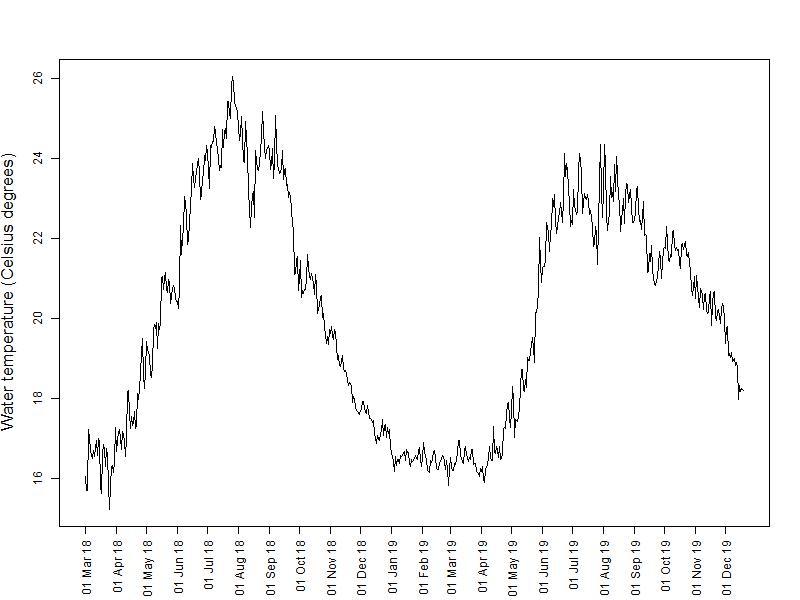 Water temperature (Celsius degrees)
26
24
22
20
18
16
01 Mar 18
01 Apr 18
01 May 18
01 Jun 18
01 Jul 18
01 Aug 18
01 Sep 18
01 Oct 18
01 Nov 18
01 Dec 18
01 Jan 19
01 Feb 19
01 Mar 19
01 Apr 19
01 May 19
01 Jun 19
01 Jul 19
01 Aug 19
01 Sep 19
01 Oct 19
01 Nov 19
01 Dec 19